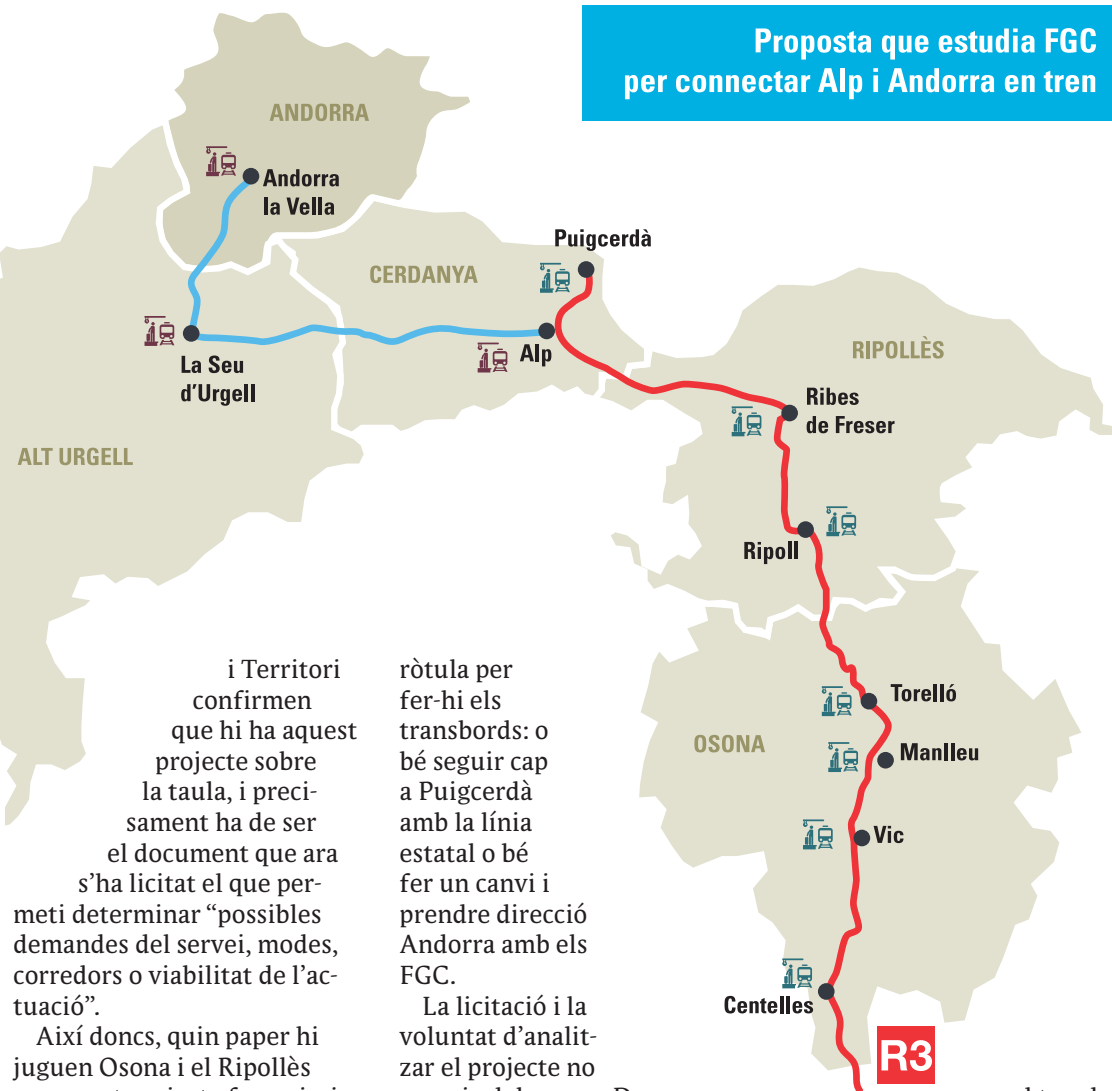 Proposta que estudia FGC
per connectar Alp i Andorra en tren
ANDORRA
Andorra
la Vella
Puigcerdà
CERDANYA
Alp
La Seu
d'Urgell
RIPOLLÈS
Ribes
de Freser
ALT URGELL
Ripoll
Torelló
OSONA
Manlleu
Vic
Centelles
R3
i Territori
confirmen
que hi ha aquest
projecte sobre
la taula, i preci-
sament ha de ser
el document que ara
s'ha licitat el que per-
meti determinar “possibles
demandes del servei, modes,
corredors o viabilitat de l'ac-
tuació”.
Així doncs, quin paper hi
juguen Osona i el Ripollès
ròtula per
fer-hi els
transbords: o
bé seguir cap
a Puigcerdà
amb la línia
estatal o bé
fer un canvi i
prendre direcció
Andorra amb els
FGC.
La licitació i la
voluntat d'analit-
zar el projecte no